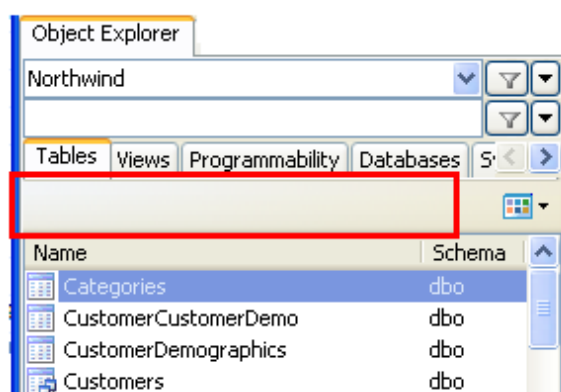 Object Explorer
Northwind
Tables Views Programmability Databases
Name Schema
Categories dbo
CustomerCustomerDemo dbo
CustomerDemographics dbo
Customers dbo